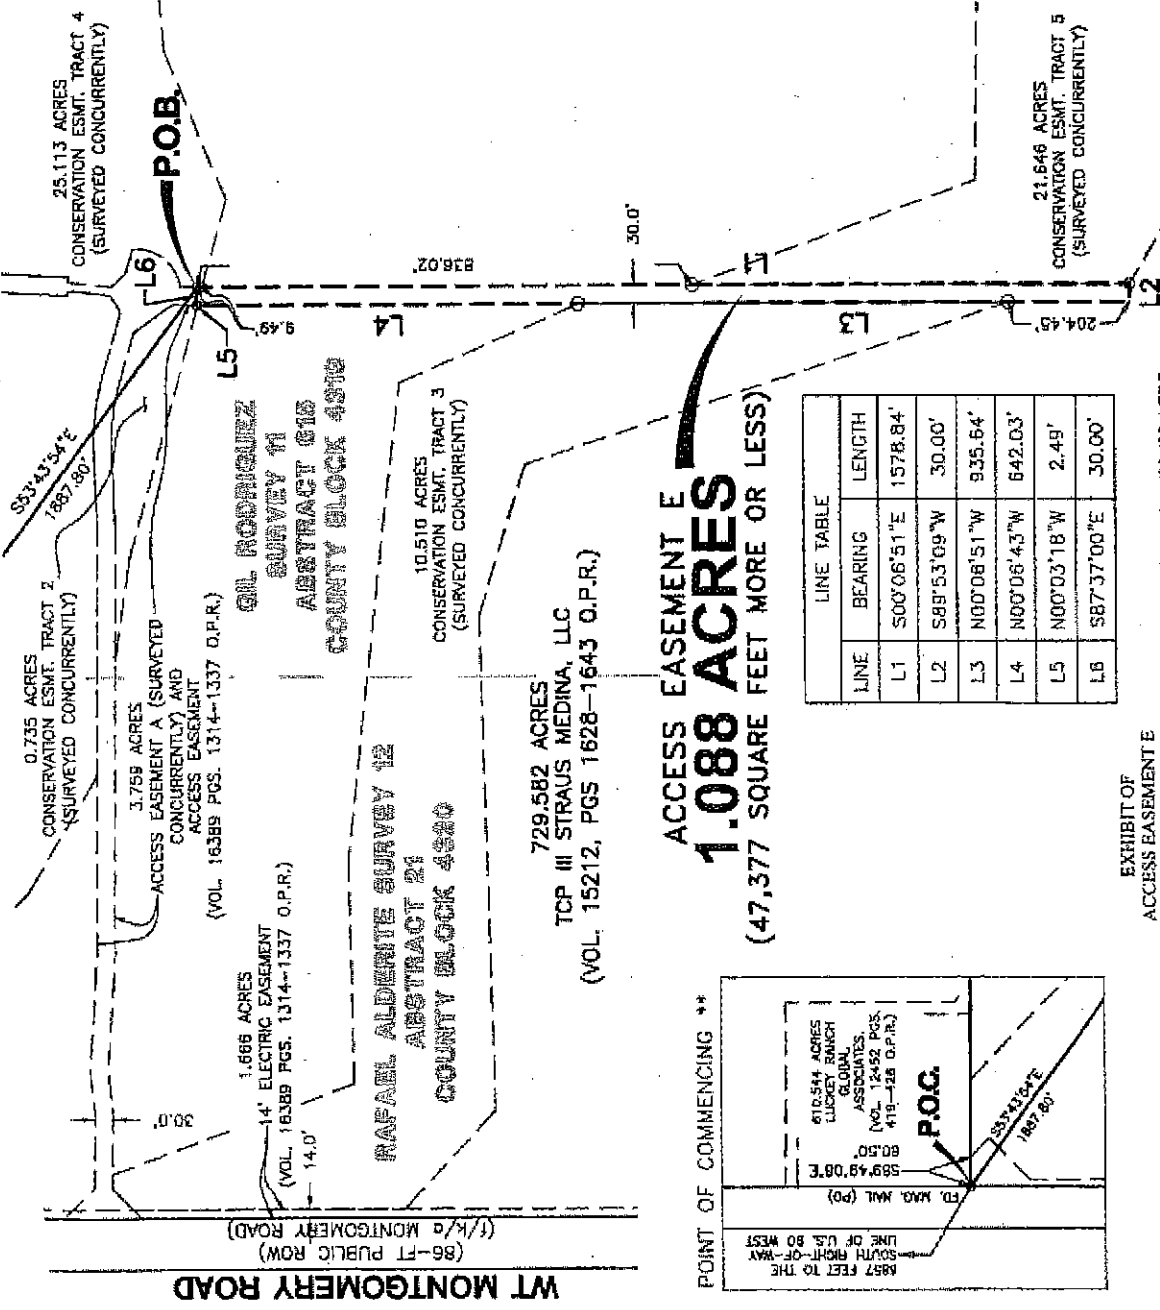 25.113 ACRES
CONSERVATION ESMT. TRACT 4
(SURVEYED CONCURRENTLY)
P.O.B.
L6
L5
9.49'
836.02'
30.0'
L4
L1
L3
L2
204.45'
21.646 ACRES
CONSERVATION ESMT. TRACT 5
(SURVEYED CONCURRENTLY)
S53°43'54"E
1887.80'
0.735 ACRES
CONSERVATION ESMT. TRACT 2
(SURVEYED CONCURRENTLY)
3.759 ACRES
ACCESS EASEMENT A (SURVEYED
CONCURRENTLY) AND
ACCESS EASEMENT
(VOL. 16389 PGS. 1314-1337 O.P.R.)
GIL RODRIGUEZ
SURVEY 11
ABSTRACT 615
COUNTY BLOCK 4319
10.510 ACRES
CONSERVATION ESMT. TRACT 3
(SURVEYED CONCURRENTLY)
1.666 ACRES
14' ELECTRIC EASEMENT
(VOL. 16389 PGS. 1314-1337 O.P.R.)
14.0'
30.0'
RAFAEL ALDERITE SURVEY 12
ABSTRACT 21
COUNTY BLOCK 4320
729.582 ACRES
TCP III STRAUS MEDINA, LLC
(VOL. 15212, PGS 1628-1643 O.P.R.)
ACCESS EASEMENT E
1.088 ACRES
(47,377 SQUARE FEET MORE OR LESS)
WT MONTGOMERY ROAD
(86-FT PUBLIC ROW)
(f/k/a MONTGOMERY ROAD)
LINE TABLE
LINE BEARING LENGTH
L1 S00°06'51"E 1578.84'
L2 S89°53'09"W 30.00'
L3 N00°06'51"W 935.64'
L4 N00°06'43"W 642.03'
L5 N00°03'18"W 2.49'
L6 S87°37'00"E 30.00'
POINT OF COMMENCING **
610.544 ACRES
LUCKEY RANCH
GLOBAL
ASSOCIATES,
(VOL. 12452 PGS.
419-428 O.P.R.)
P.O.C.
S53°43'54"E
1887.80'
S89°49'08"E
60.50'
FD. MAG. NAIL (PD)
6857 FEET TO THE
SOUTH RIGHT-OF-WAY
LINE OF U.S. 90 WEST
EXHIBIT OF
ACCESS EASEMENT E